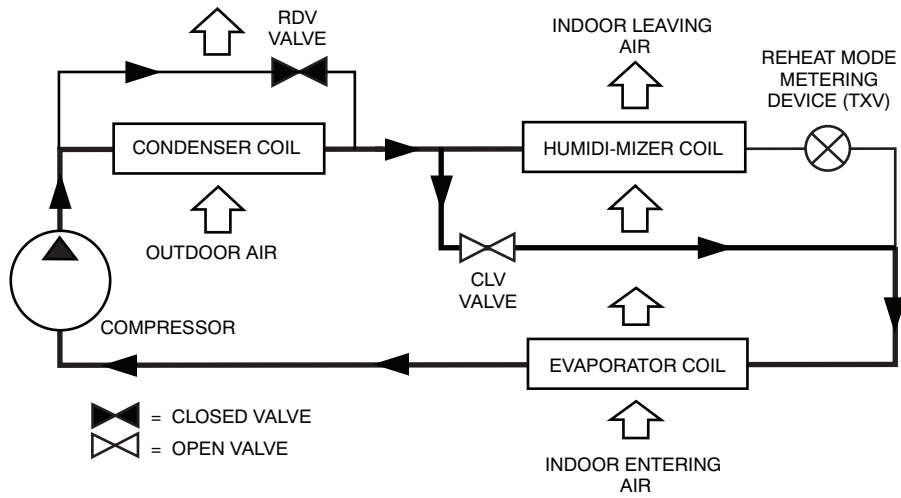 RDV
VALVE
INDOOR LEAVING
AIR
REHEAT MODE
METERING
DEVICE (TXV)
CONDENSER COIL
HUMIDI-MIZER COIL
OUTDOOR AIR
CLV
VALVE
COMPRESSOR
EVAPORATOR COIL
= CLOSED VALVE
= OPEN VALVE
INDOOR ENTERING
AIR